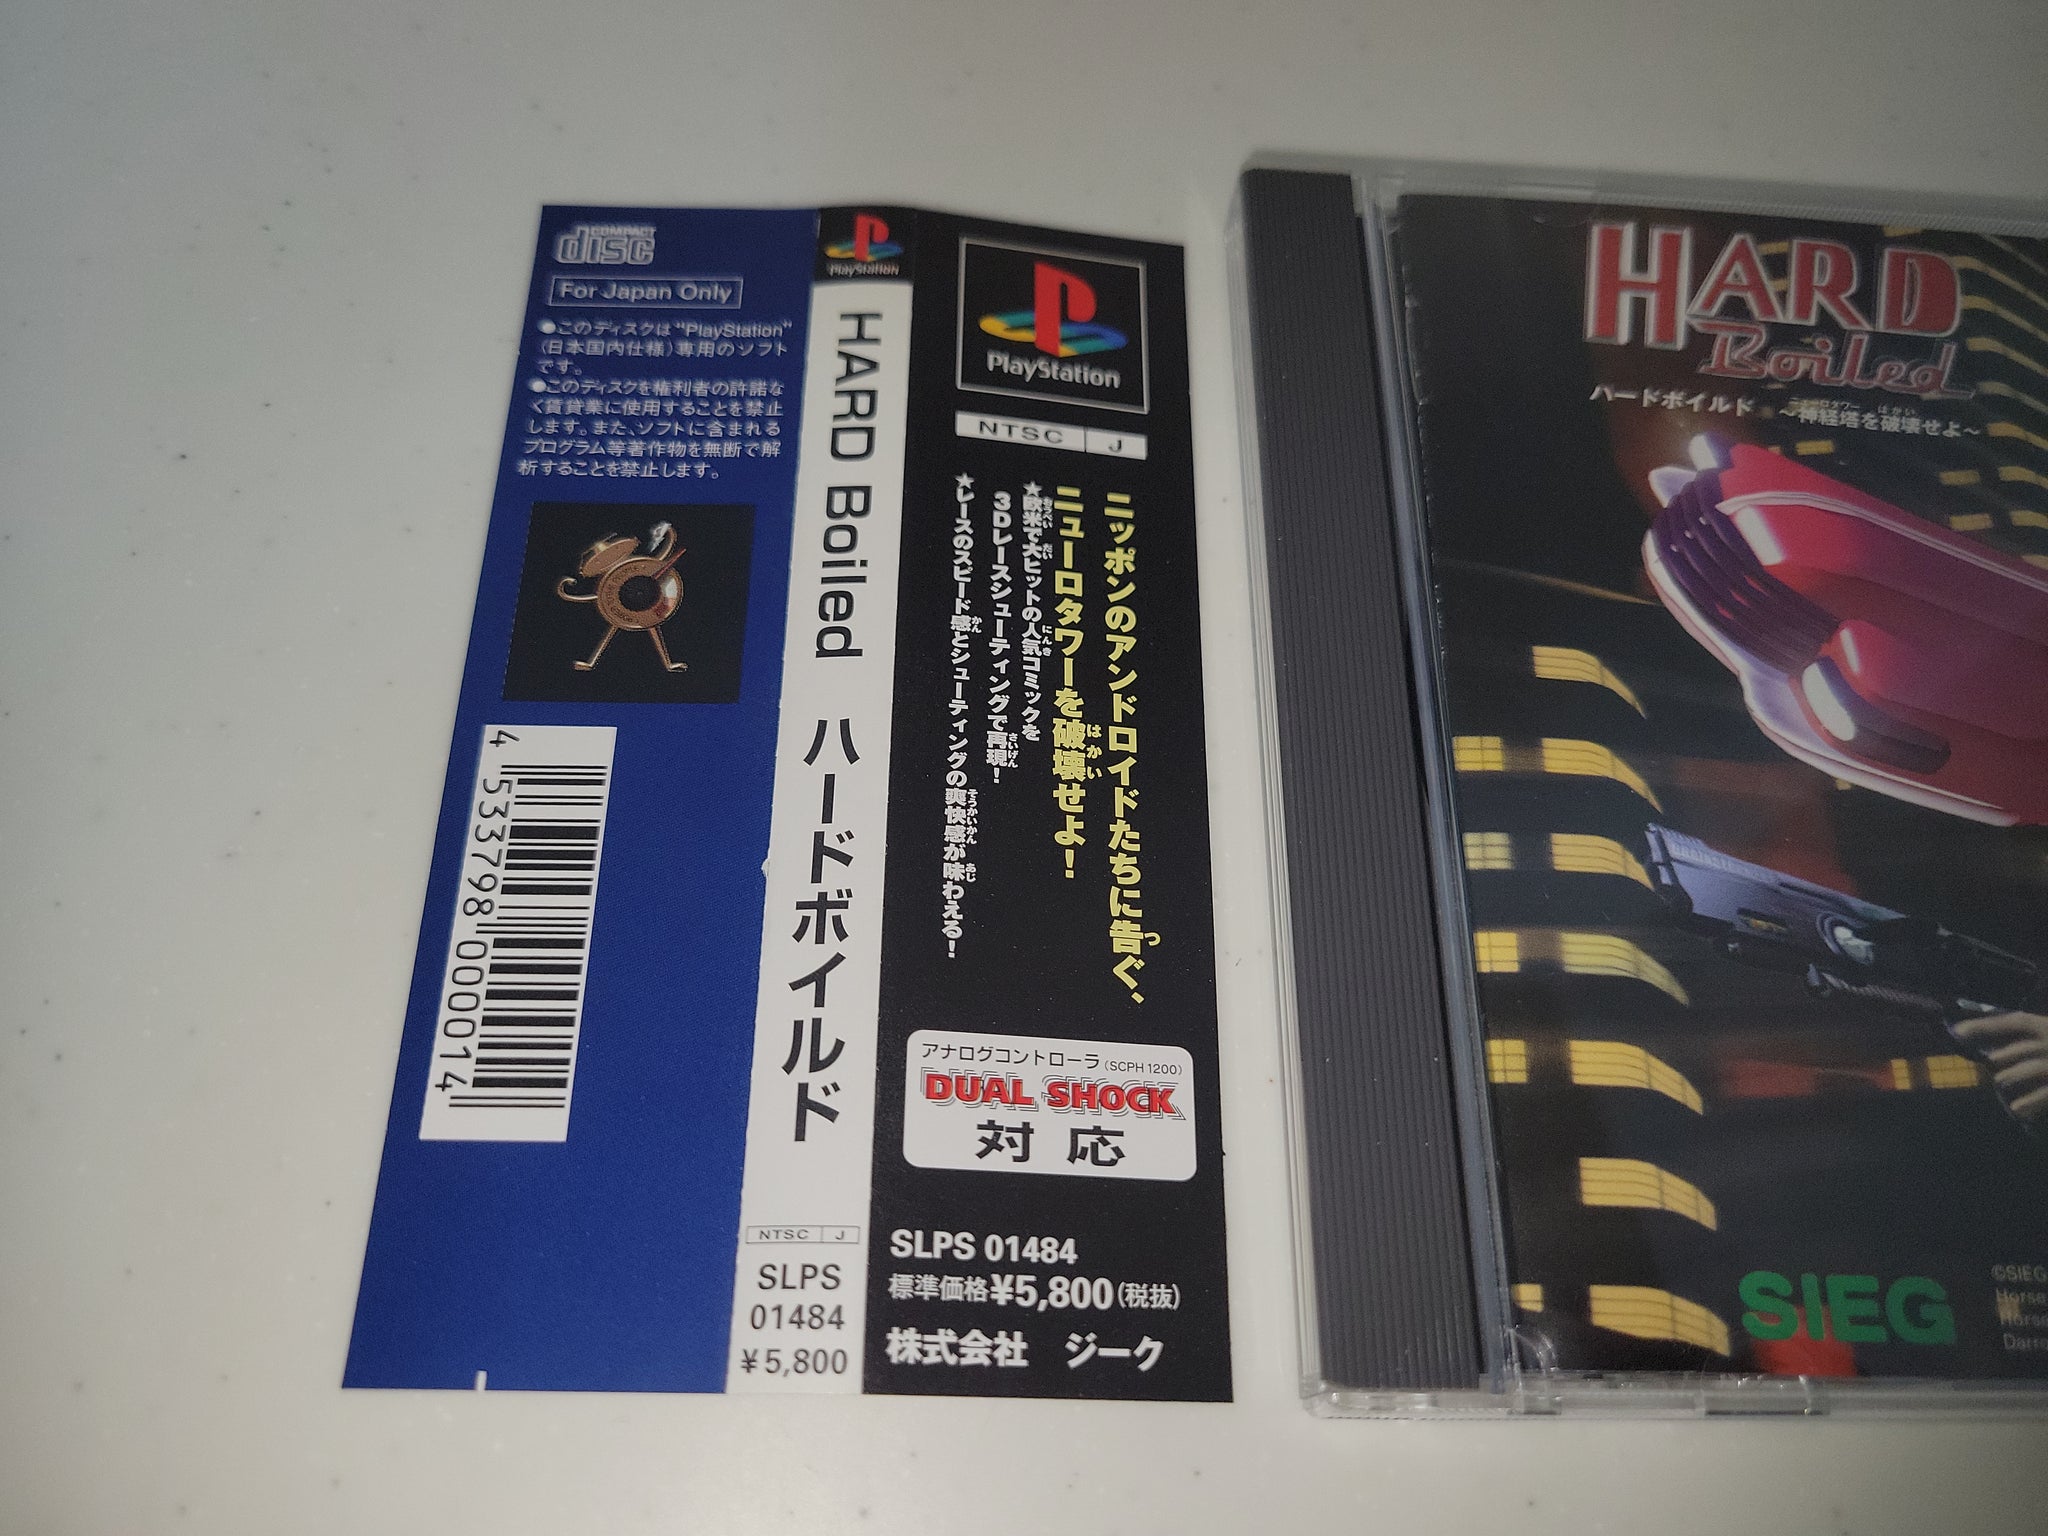 COMPACT
disc
For Japan Only
●このディスクは"PlayStation"
(日本国内仕様)専用のソフト
です。
●このディスクを権利者の許諾な
く賃貸業に使用することを禁止
します。また、ソフトに含まれる
プログラム等著作物を無断で解
析することを禁止します。
4 533798 000014
PlayStation
HARD Boiled ハードボイルド
NTSC J
SLPS
01484
¥5,800
PlayStation
NTSC J
ニッポンのアンドロイドたちに告ぐ、
ニューロタワーを破壊せよ！
★欧米で大ヒットの人気コミックを
3Dレースシューティングで再現！
★レースのスピード感とシューティングの爽快感が味わえる！
アナログコントローラ(SCPH 1200)
DUAL SHOCK
対応
SLPS 01484
標準価格¥5,800(税抜)
株式会社 ジーク
HARD
Boiled
ハードボイルド ～神経塔を破壊せよ～
SIEG
©SIEG
Horse
Horse
Darro